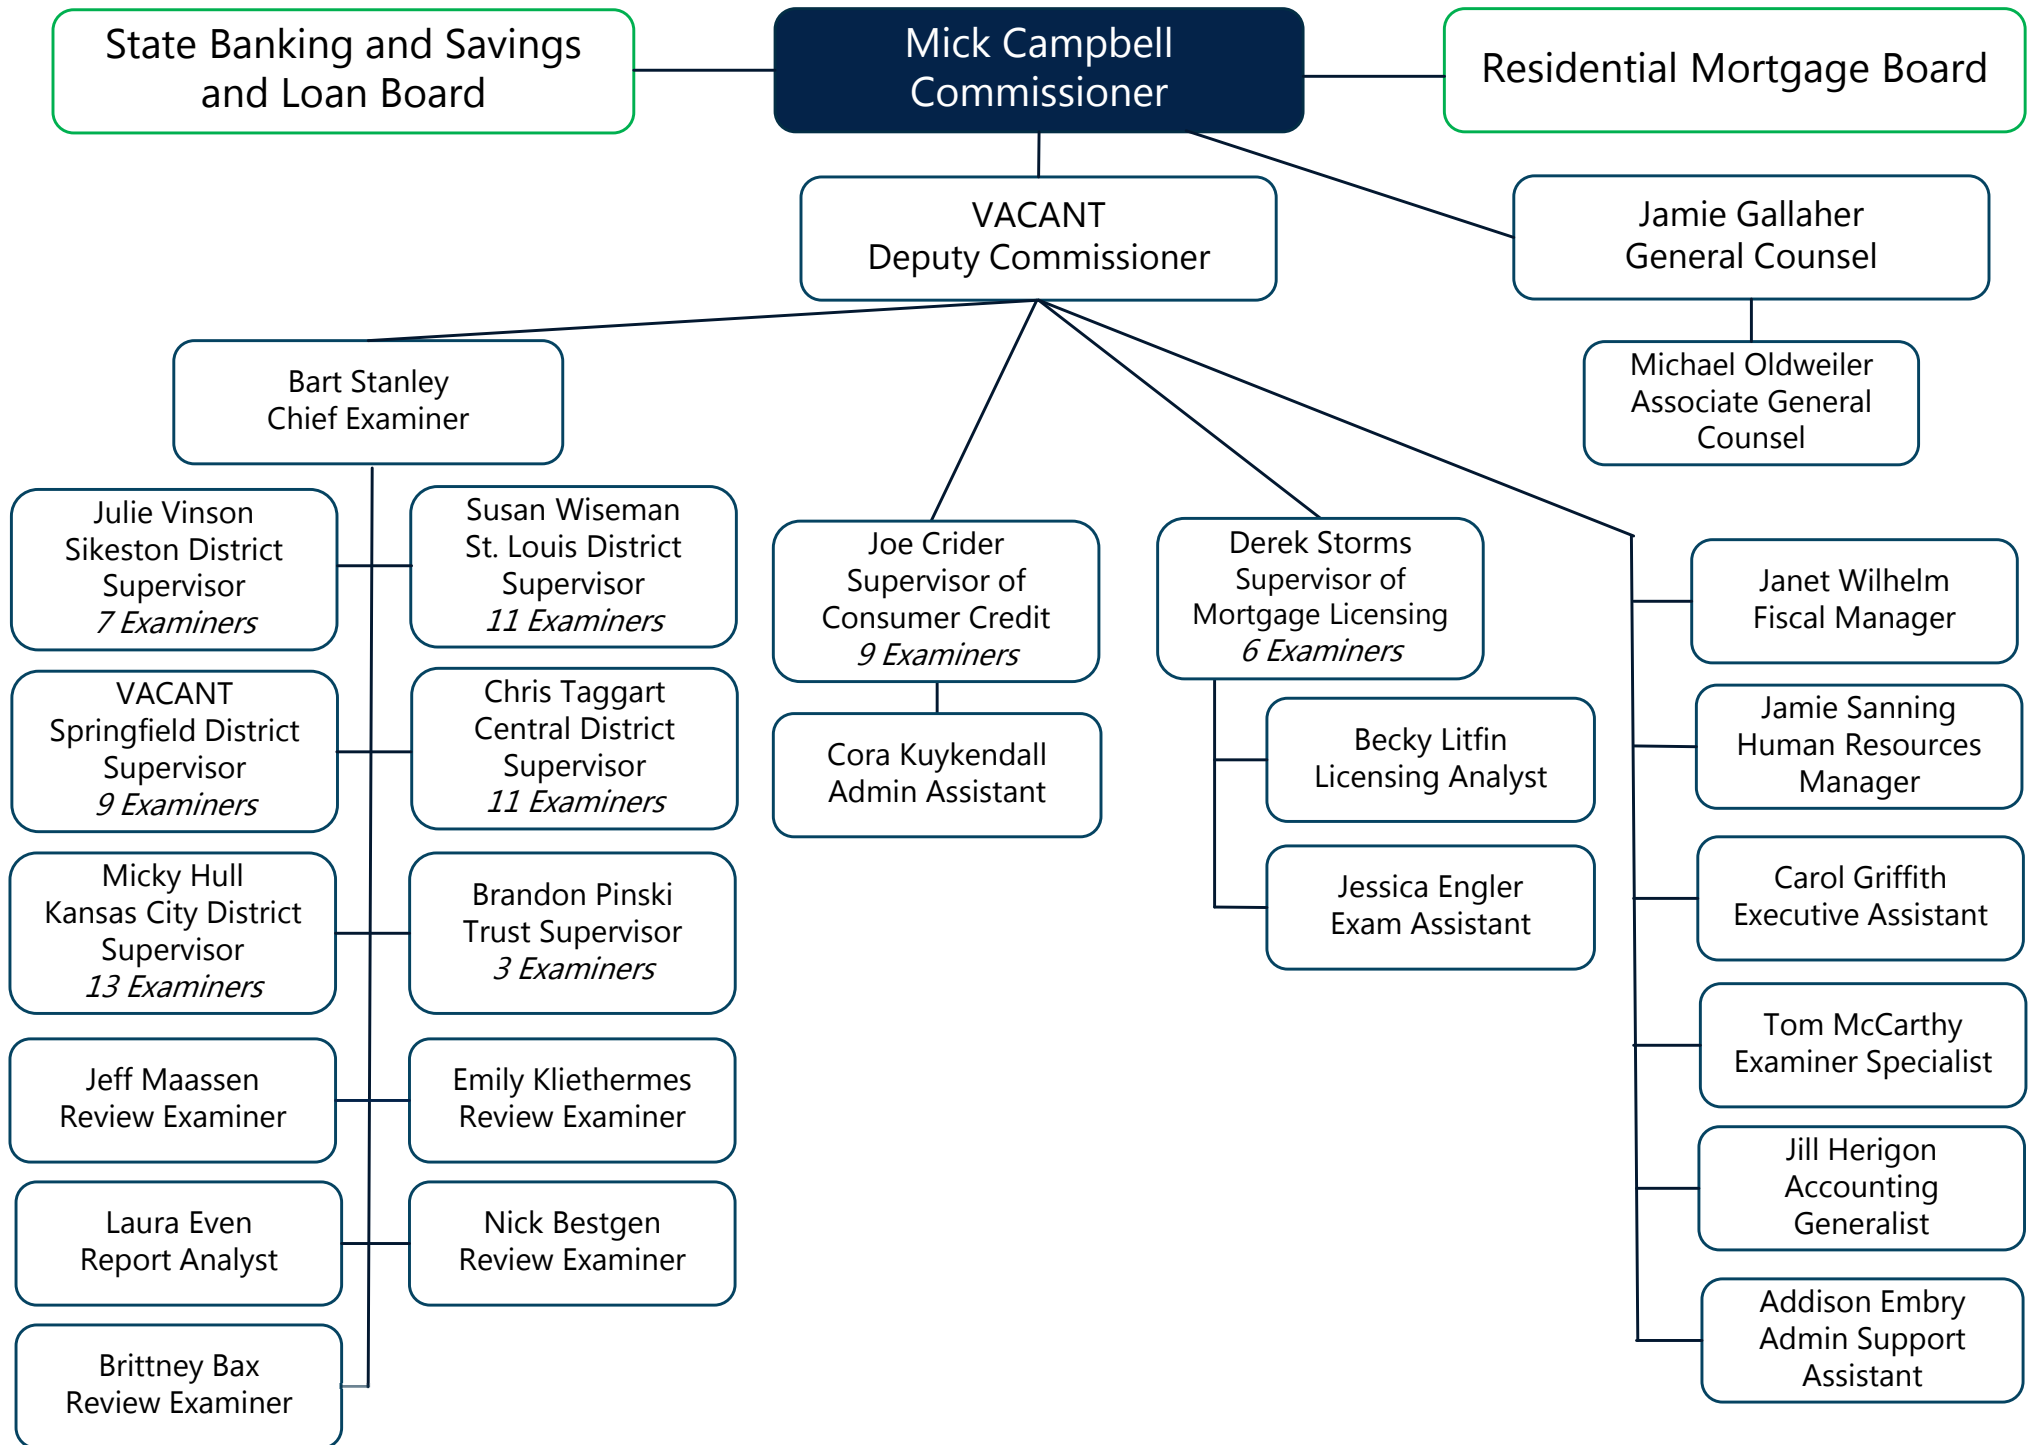 State Banking and Savings
and Loan Board
Mick Campbell
Commissioner
Residential Mortgage Board
VACANT
Deputy Commissioner
Jamie Gallaher
General Counsel
Michael Oldweiler
Associate General
Counsel
Bart Stanley
Chief Examiner
Julie Vinson
Sikeston District
Supervisor
7 Examiners
Susan Wiseman
St. Louis District
Supervisor
11 Examiners
VACANT
Springfield District
Supervisor
9 Examiners
Chris Taggart
Central District
Supervisor
11 Examiners
Micky Hull
Kansas City District
Supervisor
13 Examiners
Brandon Pinski
Trust Supervisor
3 Examiners
Jeff Maassen
Review Examiner
Emily Kliethermes
Review Examiner
Laura Even
Report Analyst
Nick Bestgen
Review Examiner
Brittney Bax
Review Examiner
Joe Crider
Supervisor of
Consumer Credit
9 Examiners
Cora Kuykendall
Admin Assistant
Derek Storms
Supervisor of
Mortgage Licensing
6 Examiners
Becky Litfin
Licensing Analyst
Jessica Engler
Exam Assistant
Janet Wilhelm
Fiscal Manager
Jamie Sanning
Human Resources
Manager
Carol Griffith
Executive Assistant
Tom McCarthy
Examiner Specialist
Jill Herigon
Accounting
Generalist
Addison Embry
Admin Support
Assistant